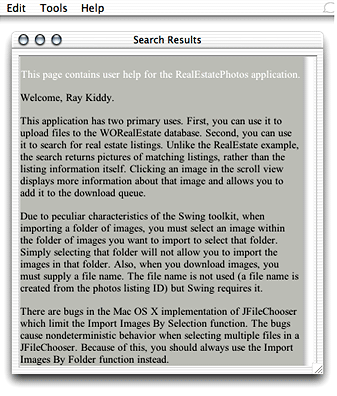 Edit Tools Help
Search Results
This page contains user help for the RealEstatePhotos application.
Welcome, Ray Kiddy.
This application has two primary uses. First, you can use it to
upload files to the WORealEstate database. Second, you can use
it to search for real estate listings. Unlike the RealEstate example,
the search returns pictures of matching listings, rather than the
listing information itself. Clicking an image in the scroll view
displays more information about that image and allows you to
add it to the download queue.
Due to peculiar characteristics of the Swing toolkit, when
importing a folder of images, you must select an image within
the folder of images you want to import to select that folder.
Simply selecting that folder will not allow you to import the
images in that folder. Also, when you download images, you
must supply a file name. The file name is not used (a file name is
created from the photos listing ID) but Swing requires it.
There are bugs in the Mac OS X implementation of JFileChooser
which limit the Import Images By Selection function. The bugs
cause nondeterministic behavior when selecting multiple files in a
JFileChooser. Because of this, you should always use the Import
Images By Folder function instead.